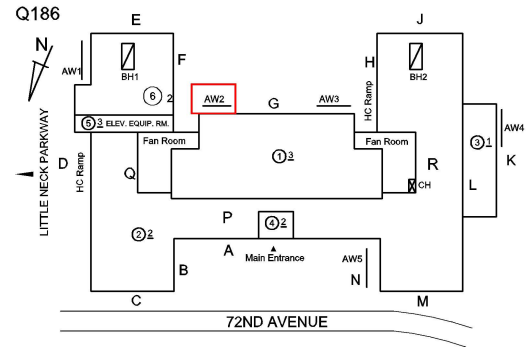 Q186
E
J
N
AW1
BH1
F
H
BH2
6
2
AW2
G
AW3
HC Ramp
5 3 ELEV. EQUIP. RM.
Fan Room
Fan Room
3 1
AW4
K
D
HC Ramp
Q
1 3
R
L
CH
LITTLE NECK PARKWAY
P
4 2
2 2
A
Main Entrance
B
AW5
N
C
M
72ND AVENUE